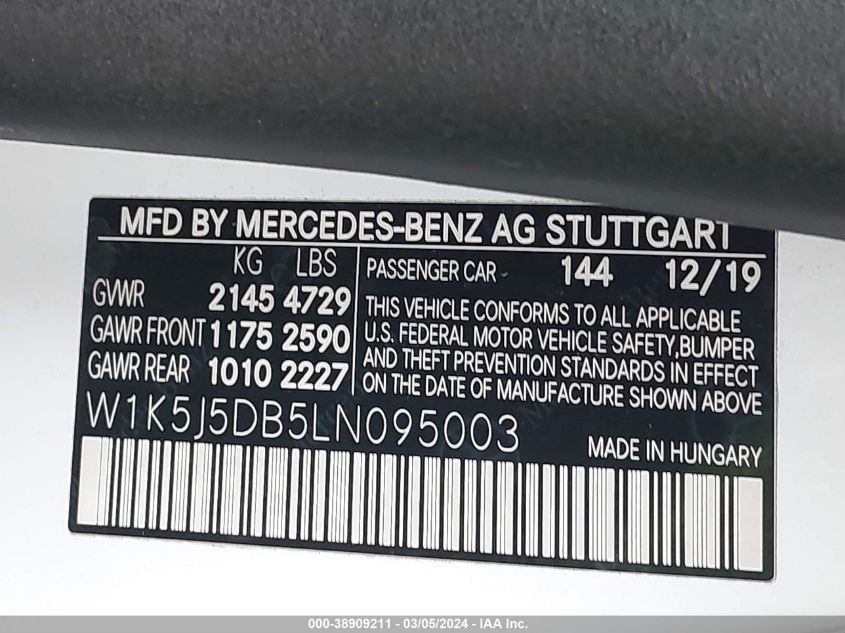 MFD BY MERCEDES-BENZ AG STUTTGART
KG LBS
GVWR 2145 4729
GAWR FRONT 1175 2590
GAWR REAR 1010 2227
PASSENGER CAR 144 12/19
THIS VEHICLE CONFORMS TO ALL APPLICABLE
U.S. FEDERAL MOTOR VEHICLE SAFETY, BUMPER
AND THEFT PREVENTION STANDARDS IN EFFECT
ON THE DATE OF MANUFACTURE SHOWN ABOVE
W1K5J5DB5LN095003
MADE IN HUNGARY
000-38909211 - 03/05/2024 - IAA Inc.